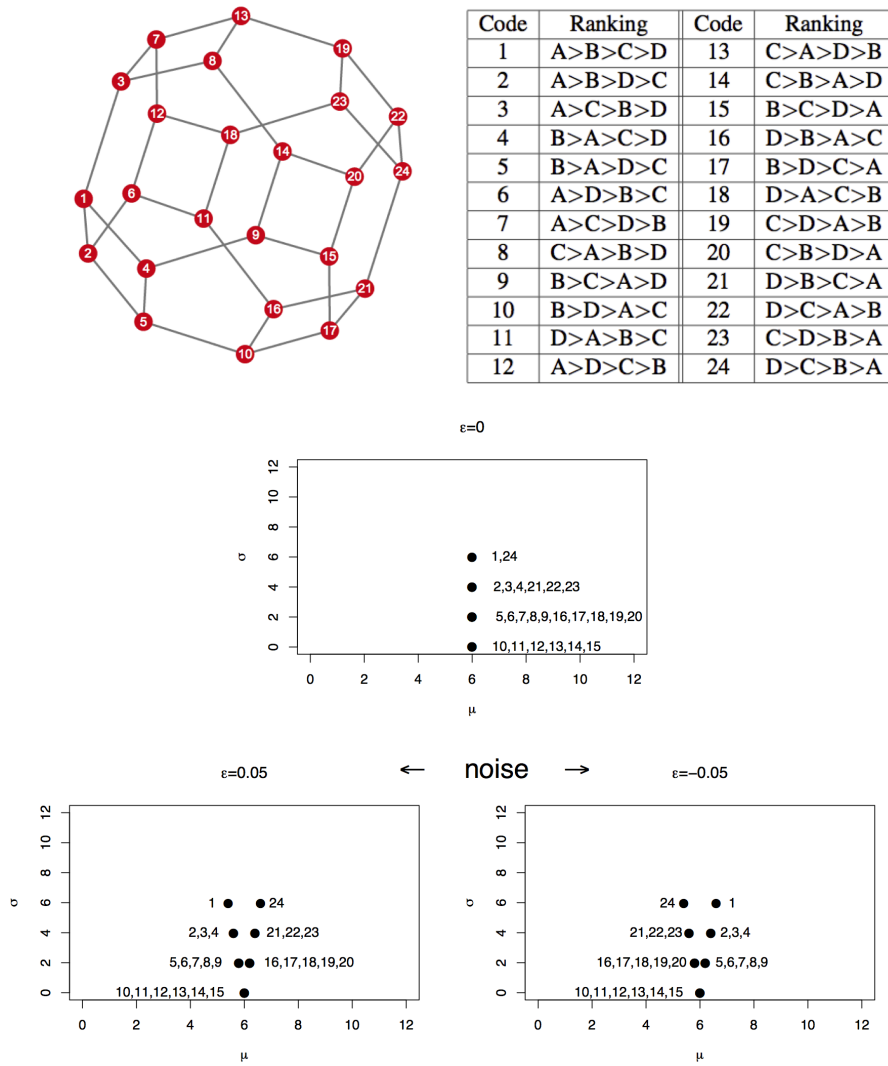 13
7
19
8
3
23
12
22
18
14
24
20
6
1
11
9
2
15
4
21
16
5
17
10
Code Ranking Code Ranking
1 A>B>C>D 13 C>A>D>B
2 A>B>D>C 14 C>B>A>D
3 A>C>B>D 15 B>C>D>A
4 B>A>C>D 16 D>B>A>C
5 B>A>D>C 17 B>D>C>A
6 A>D>B>C 18 D>A>C>B
7 A>C>D>B 19 C>D>A>B
8 C>A>B>D 20 C>B>D>A
9 B>C>A>D 21 D>B>C>A
10 B>D>A>C 22 D>C>A>B
11 D>A>B>C 23 C>D>B>A
12 A>D>C>B 24 D>C>B>A
ε=0
12
10
8
6 1,24
σ
4 2,3,4,21,22,23
2 5,6,7,8,9,16,17,18,19,20
0 10,11,12,13,14,15
0 2 4 6 8 10 12
μ
← noise →
ε=0.05
12
10
8
6 1 24
σ
4 2,3,4 21,22,23
2 5,6,7,8,9 16,17,18,19,20
0 10,11,12,13,14,15
0 2 4 6 8 10 12
μ
ε=−0.05
12
10
8
6 24 1
σ
4 21,22,23 2,3,4
2 16,17,18,19,20 5,6,7,8,9
0 10,11,12,13,14,15
0 2 4 6 8 10 12
μ